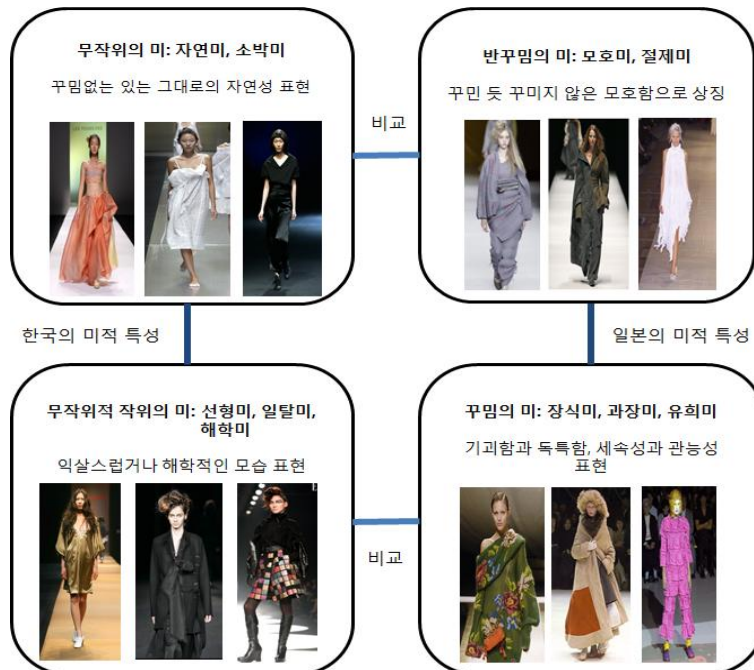 무작위의 미: 자연미, 소박미
꾸밈없는 있는 그대로의 자연성 표현
반꾸밈의 미: 모호미, 절제미
꾸민 듯 꾸미지 않은 모호함으로 상징
비교
한국의 미적 특성
일본의 미적 특성
무작위적 작위의 미: 선형미, 일탈미,
해학미
익살스럽거나 해학적인 모습 표현
꾸밈의 미: 장식미, 과장미, 유희미
기괴함과 독특함, 세속성과 관능성
표현
비교